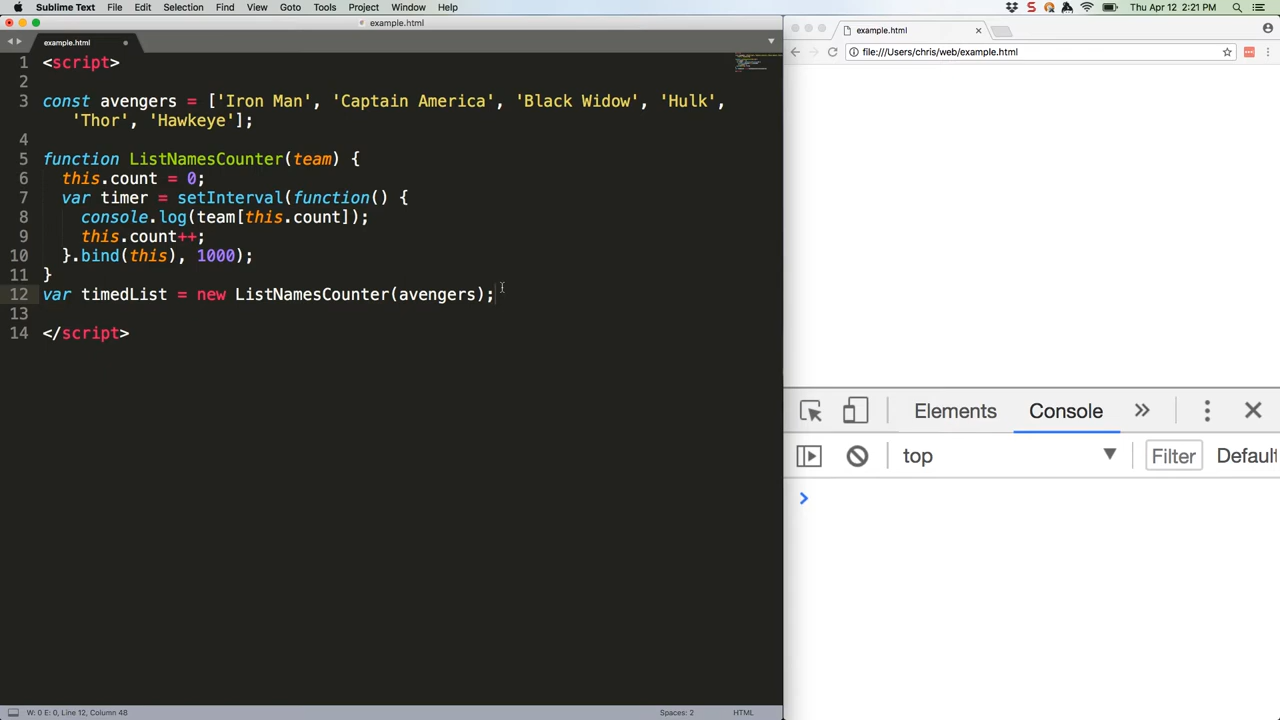 Sublime Text File Edit Selection Find View Goto Tools Project Window Help Thu Apr 12 2:21 PM
example.html
example.html
1 <script>
2
3 const avengers = ['Iron Man', 'Captain America', 'Black Widow', 'Hulk',
'Thor', 'Hawkeye'];
4
5 function ListNamesCounter(team) {
6 this.count = 0;
7 var timer = setInterval(function() {
8 console.log(team[this.count]);
9 this.count++;
10 }.bind(this), 1000);
11 }
12 var timedList = new ListNamesCounter(avengers);
13
14 </script>
W: 0 E: 0, Line 12, Column 48 Spaces: 2 HTML
example.html
file:///Users/chris/web/example.html
Elements Console
top Filter Default